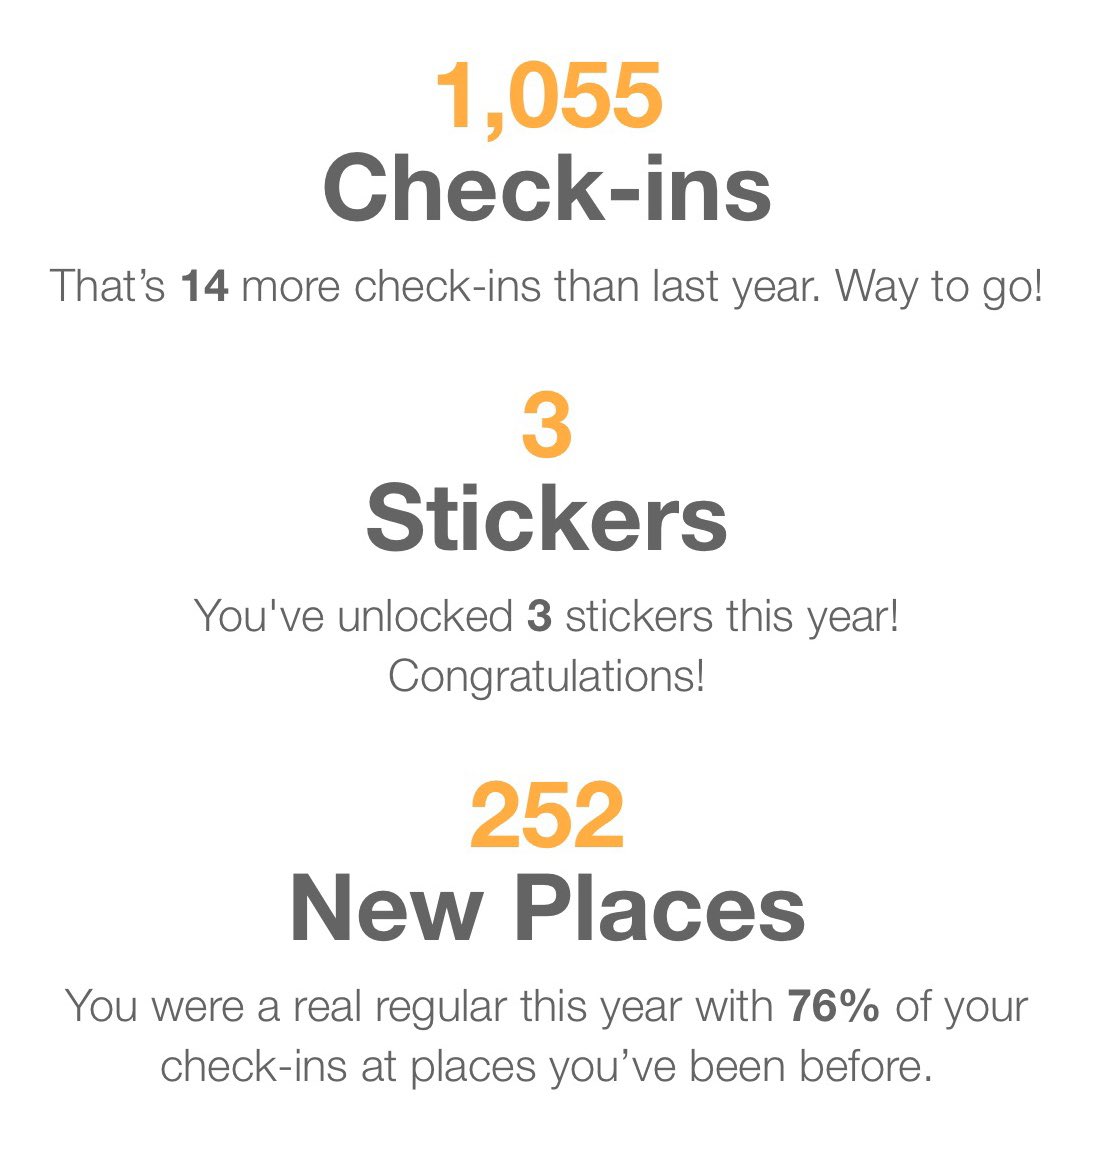 1,055
Check-ins
That’s 14 more check-ins than last year. Way to go!
3
Stickers
You've unlocked 3 stickers this year!
Congratulations!
252
New Places
You were a real regular this year with 76% of your
check-ins at places you’ve been before.